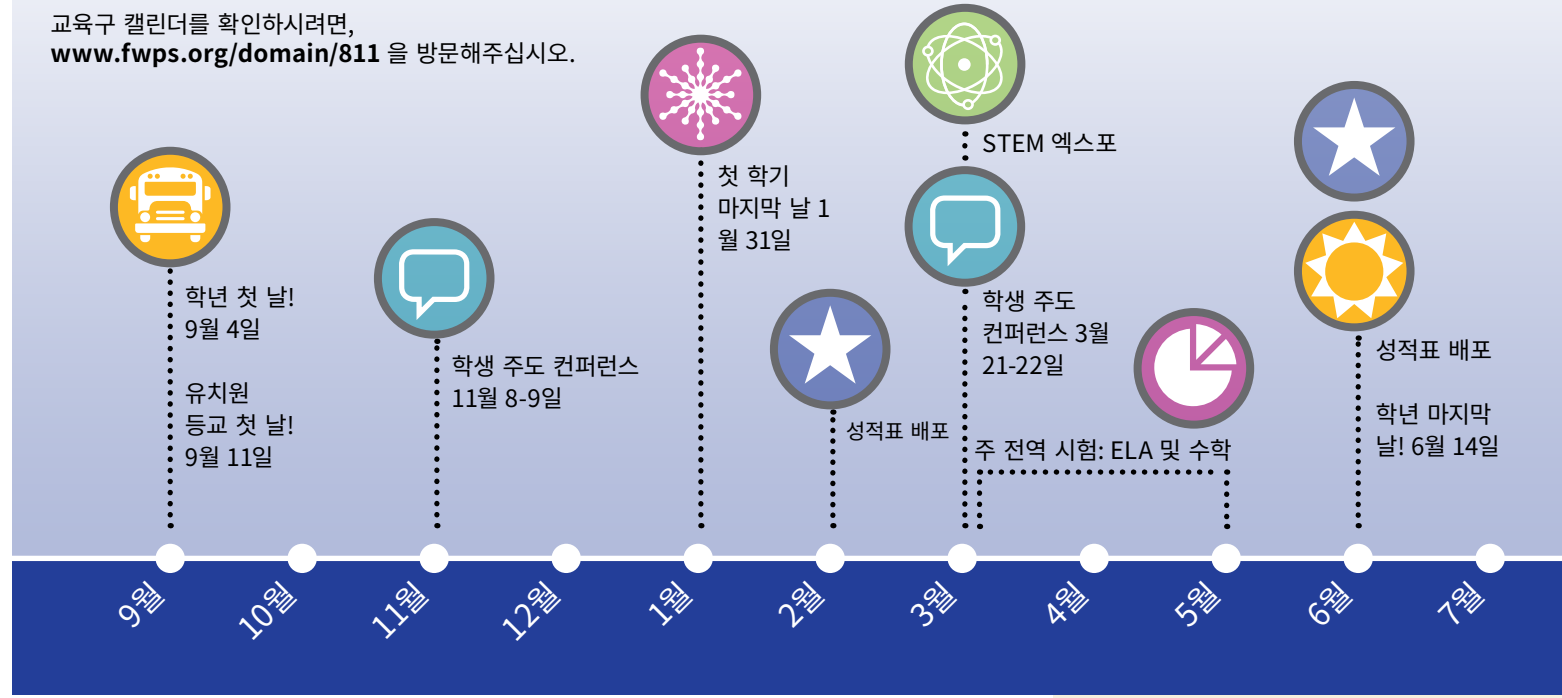 교육구 캘린더를 확인하시려면,
www.fwps.org/domain/811 을 방문해주십시오.
학년 첫 날!
9월 4일
유치원
등교 첫 날!
9월 11일
학생 주도 컨퍼런스
11월 8-9일
첫 학기
마지막 날 1
월 31일
성적표 배포
STEM 엑스포
학생 주도
컨퍼런스 3월
21-22일
주 전역 시험: ELA 및 수학
성적표 배포
학년 마지막
날! 6월 14일
9월
10월
11월
12월
1월
2월
3월
4월
5월
6월
7월